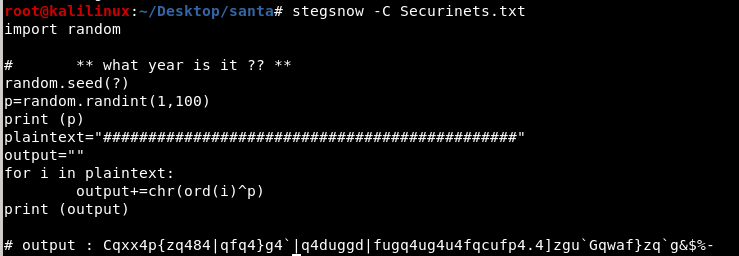 root@kalilinux:~/Desktop/santa# stegsnow -C Securinets.txt
import random
#       ** what year is it ?? **
random.seed(?)
p=random.randint(1,100)
print (p)
plaintext="##############################################"
output=""
for i in plaintext:
        output+=chr(ord(i)^p)
print (output)
# output : Cqxx4p{zq484|qfq4}g4`|q4duggd|fugq4ug4u4fqcufp4.4]zgu`Gqwaf}zq`g&$%-